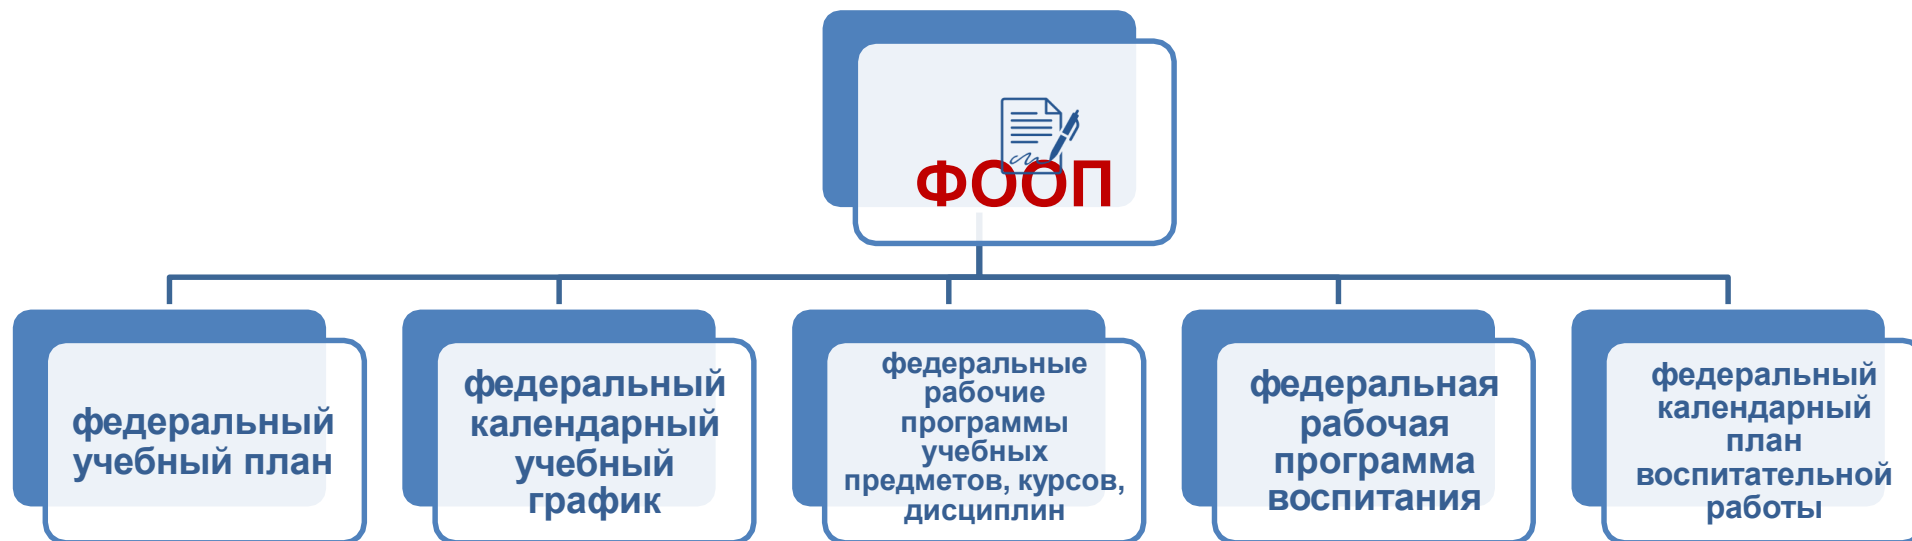 ФООП
федеральный
учебный план
федеральный
календарный
учебный
график
федеральные
рабочие
программы
учебных
предметов, курсов,
дисциплин
федеральная
рабочая
программа
воспитания
федеральный
календарный
план
воспитательной
работы